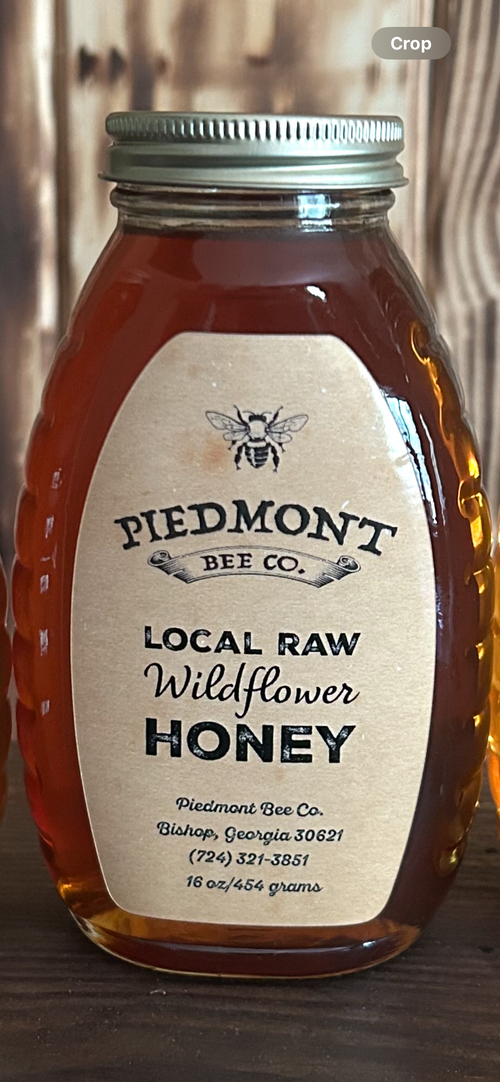 Crop
PIEDMONT
BEE CO.
LOCAL RAW
Wildflower
HONEY
Piedmont Bee Co.
Bishop, Georgia 30621
(724) 321-3851
16 oz/454 grams